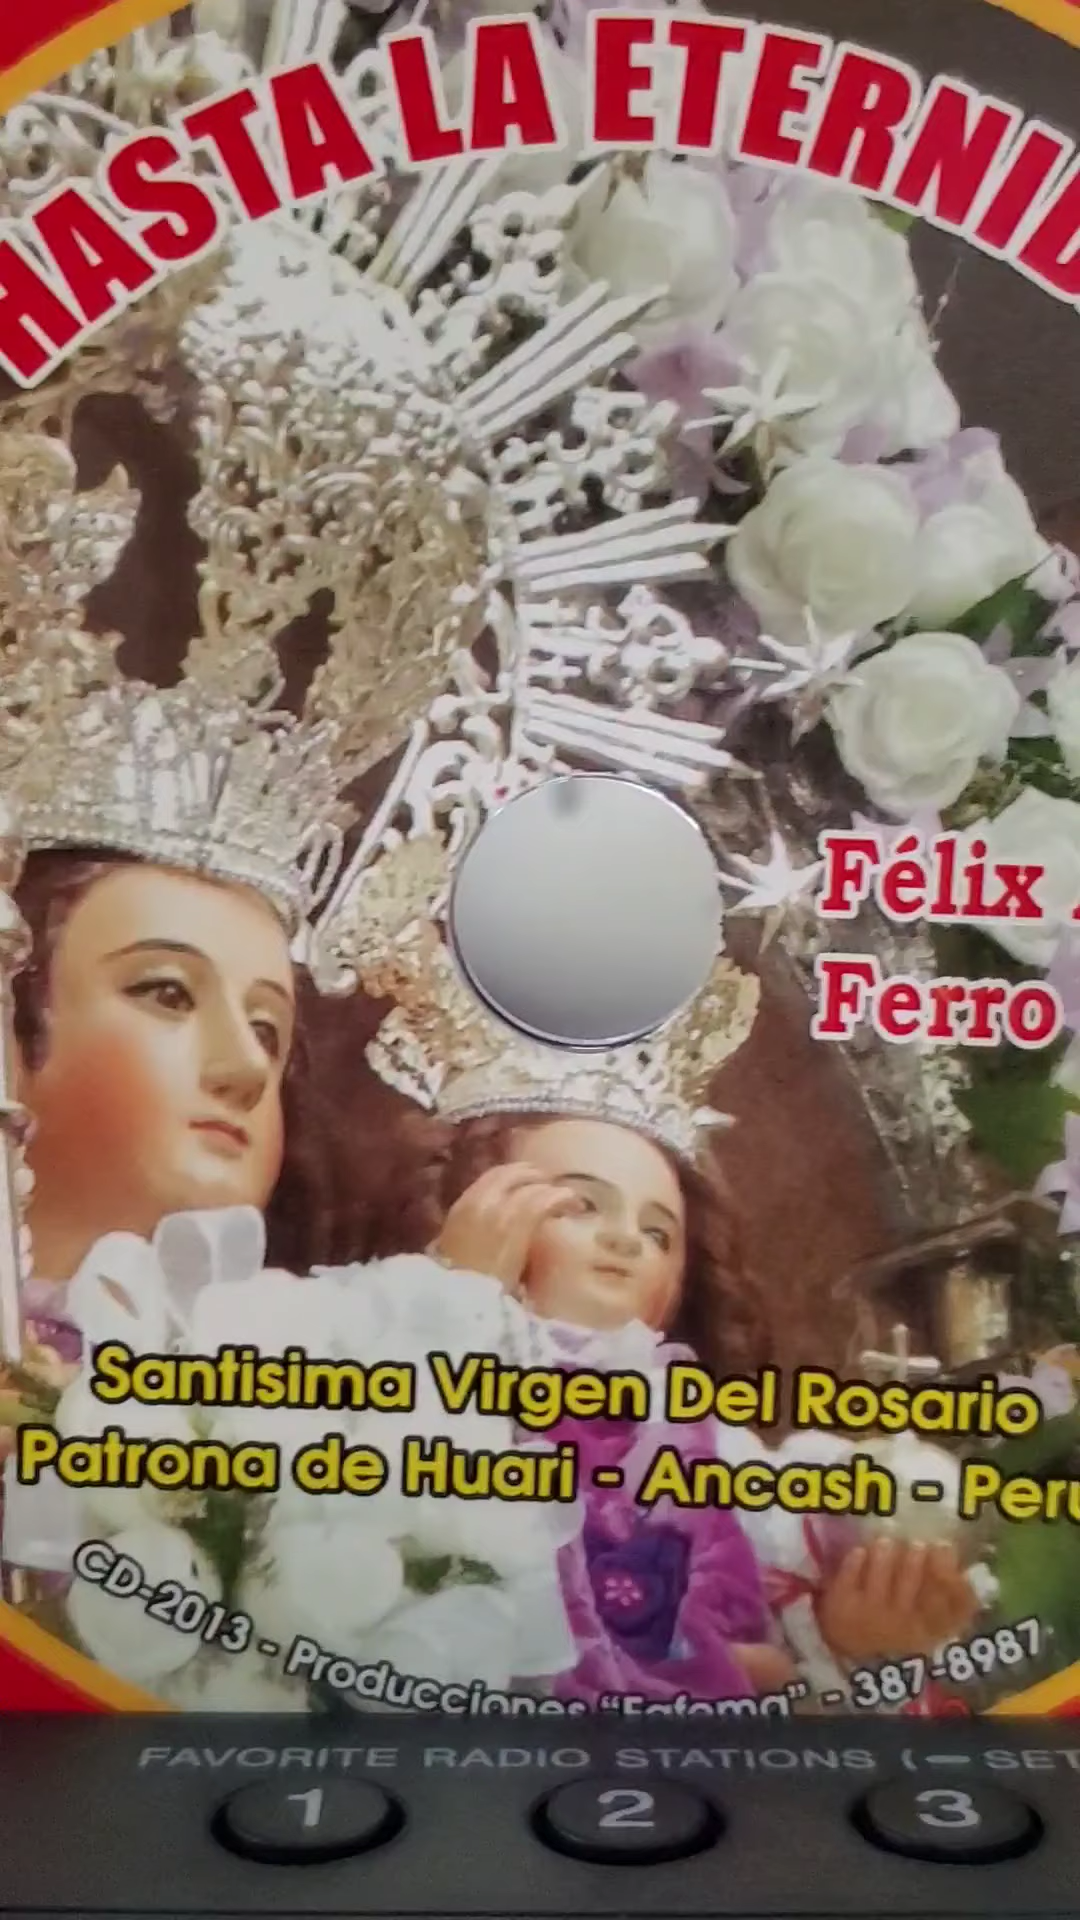 HASTA LA ETERNID
Félix
Ferro
Santisima Virgen Del Rosario
Patrona de Huari - Ancash - Peru
CD-2013 - Producciones - 387-8987
FAVORITE RADIO STATIONS (— SET
1 2 3